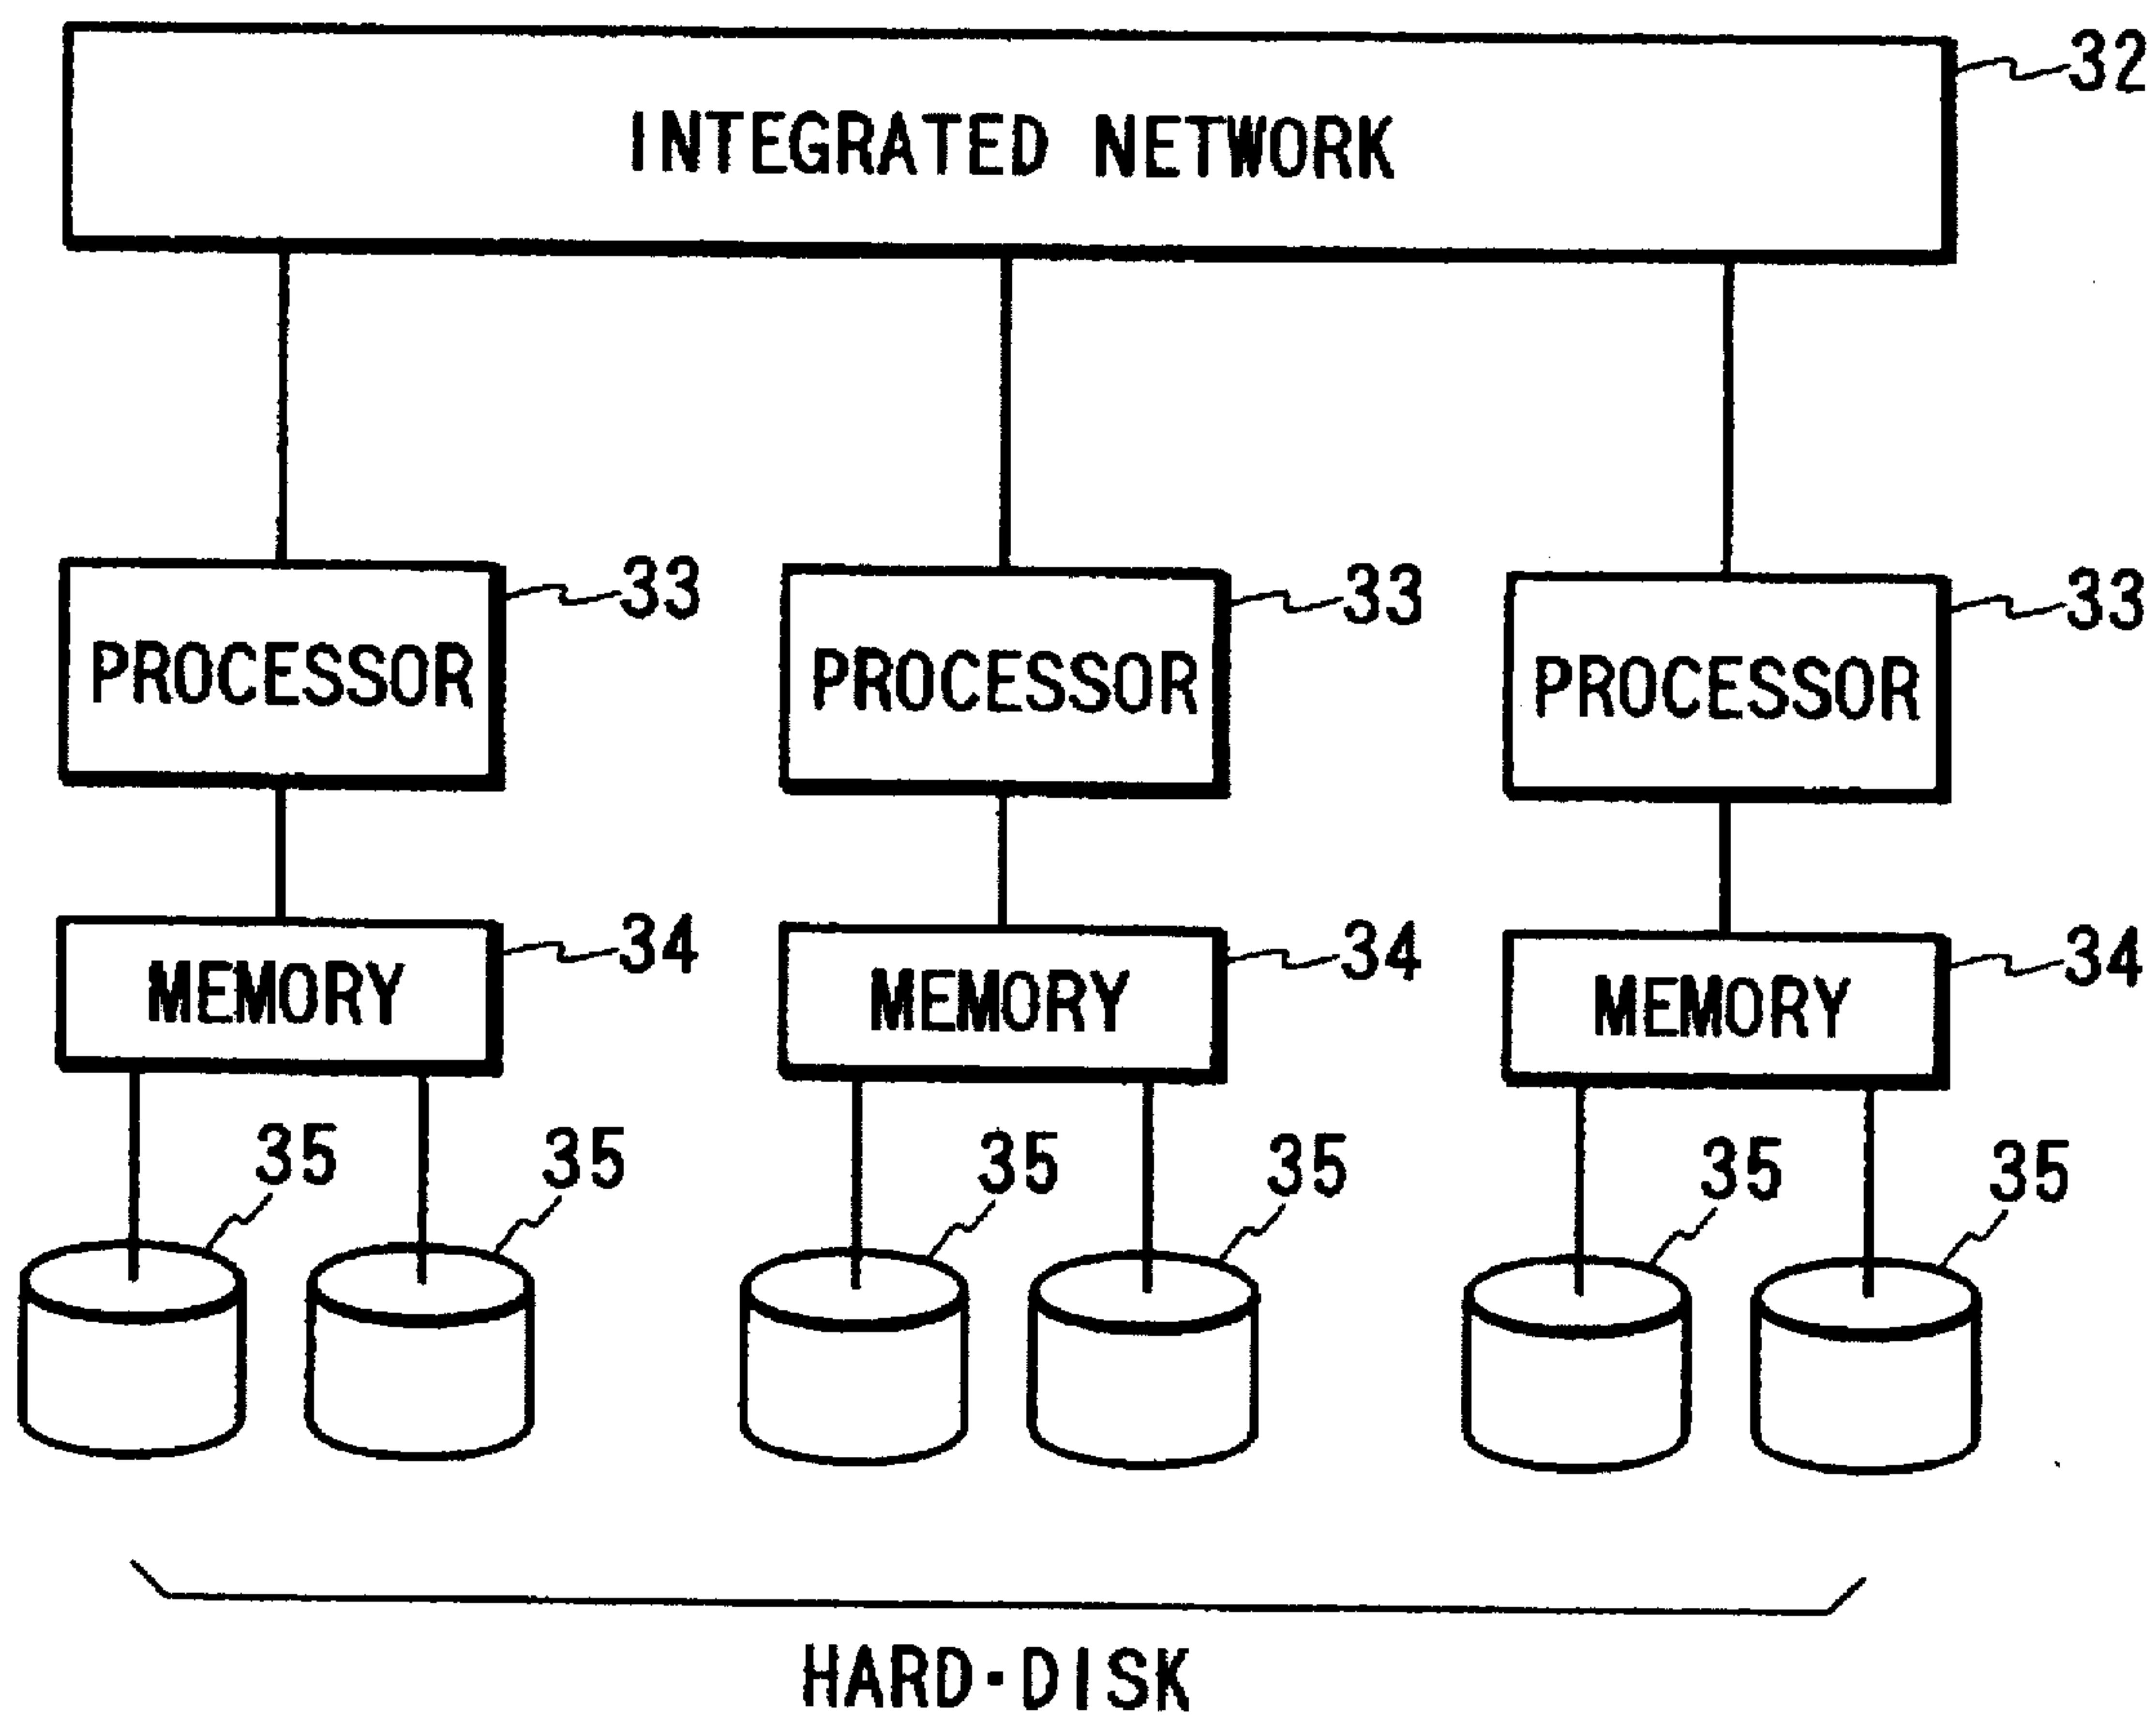 32
INTEGRATED NETWORK
33 33 33
PROCESSOR PROCESSOR PROCESSOR
34 34 34
MEMORY MEMORY MEMORY
35 35 35 35 35 35
HARD·DISK